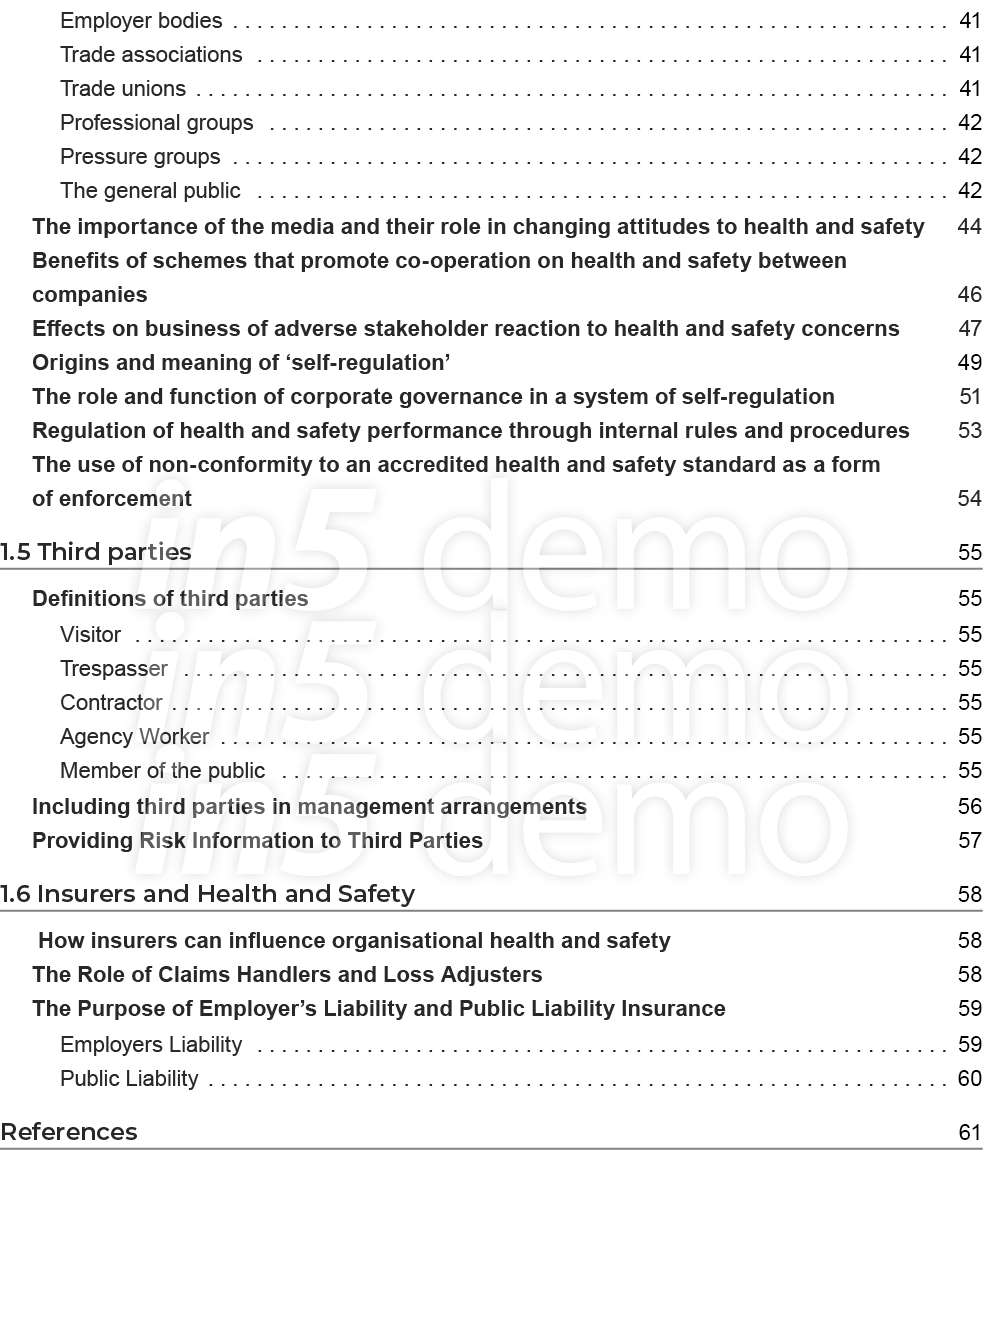 Employer bodies . . . . . . . . . . . . . . . . . . . . . . . . . . . . . . . . . . . . . . . . . . . . . . . . . . . . . . . . . . . 41
Trade associations . . . . . . . . . . . . . . . . . . . . . . . . . . . . . . . . . . . . . . . . . . . . . . . . . . . . . . . . . 41
Trade unions . . . . . . . . . . . . . . . . . . . . . . . . . . . . . . . . . . . . . . . . . . . . . . . . . . . . . . . . . . . . . . 41
Professional groups . . . . . . . . . . . . . . . . . . . . . . . . . . . . . . . . . . . . . . . . . . . . . . . . . . . . . . . . 42
Pressure groups . . . . . . . . . . . . . . . . . . . . . . . . . . . . . . . . . . . . . . . . . . . . . . . . . . . . . . . . . . . 42
The general public . . . . . . . . . . . . . . . . . . . . . . . . . . . . . . . . . . . . . . . . . . . . . . . . . . . . . . . . . 42
The importance of the media and their role in changing attitudes to health and safety 44
Benefits of schemes that promote co-operation on health and safety between
companies 46
Effects on business of adverse stakeholder reaction to health and safety concerns 47
Origins and meaning of ‘self-regulation’ 49
The role and function of corporate governance in a system of self-regulation 51
Regulation of health and safety performance through internal rules and procedures 53
The use of non-conformity to an accredited health and safety standard as a form
of enforcement 54
in5 demo
1.5 Third parties 55
Definitions of third parties 55
Visitor . . . . . . . . . . . . . . . . . . . . . . . . . . . . . . . . . . . . . . . . . . . . . . . . . . . . . . . . . . . . . . . . . . . 55
in5 demo
Trespasser . . . . . . . . . . . . . . . . . . . . . . . . . . . . . . . . . . . . . . . . . . . . . . . . . . . . . . . . . . . . . . . 55
Contractor . . . . . . . . . . . . . . . . . . . . . . . . . . . . . . . . . . . . . . . . . . . . . . . . . . . . . . . . . . . . . . . . 55
Agency Worker . . . . . . . . . . . . . . . . . . . . . . . . . . . . . . . . . . . . . . . . . . . . . . . . . . . . . . . . . . . . 55
Member of the public . . . . . . . . . . . . . . . . . . . . . . . . . . . . . . . . . . . . . . . . . . . . . . . . . . . . . . . 55
Including third parties in management arrangements 56
in5 demo
Providing Risk Information to Third Parties 57
1.6 Insurers and Health and Safety 58
How insurers can influence organisational health and safety 58
The Role of Claims Handlers and Loss Adjusters 58
The Purpose of Employer’s Liability and Public Liability Insurance 59
Employers Liability . . . . . . . . . . . . . . . . . . . . . . . . . . . . . . . . . . . . . . . . . . . . . . . . . . . . . . . . . 59
Public Liability . . . . . . . . . . . . . . . . . . . . . . . . . . . . . . . . . . . . . . . . . . . . . . . . . . . . . . . . . . . . . 60
References 61